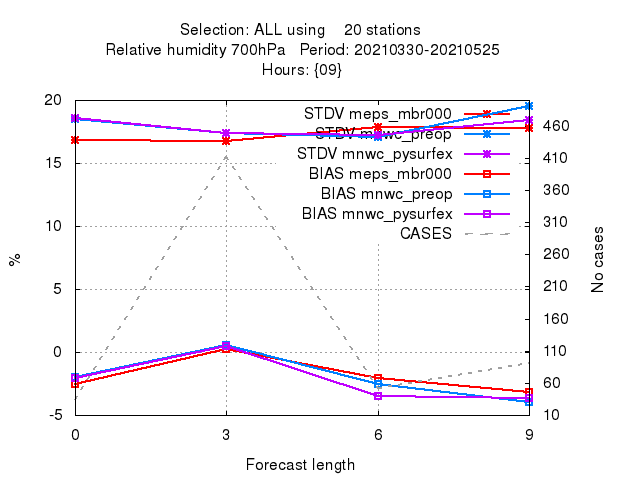 Selection: ALL using    20 stations
Relative humidity 700hPa   Period: 20210330-20210525
Hours: {09}
20
15
10
5
0
-5
%
STDV meps_mbr000
STDV mnwc_preop
STDV mnwc_pysurfex
BIAS meps_mbr000
BIAS mnwc_preop
BIAS mnwc_pysurfex
CASES
460
410
360
310
260
210
160
110
60
10
No cases
0 3 6 9
Forecast length